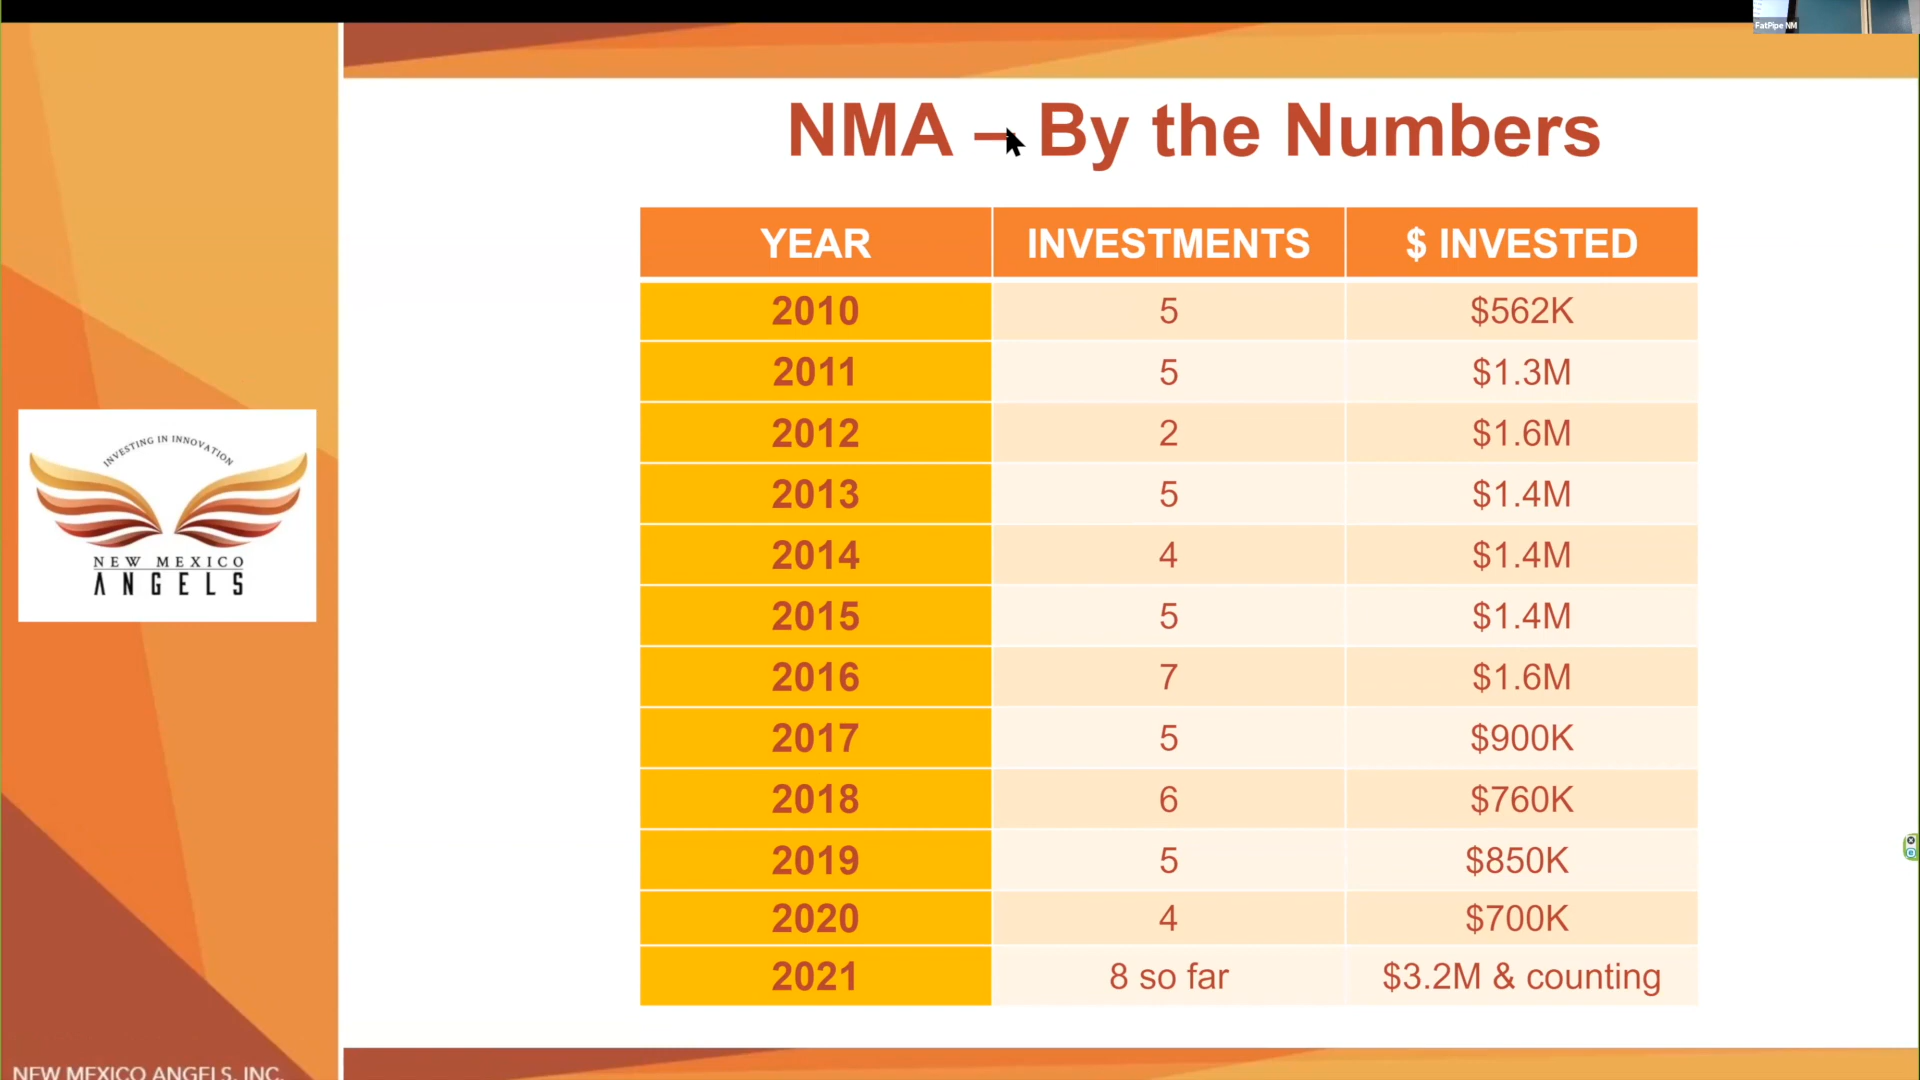 FatPipe NM
NMA – By the Numbers
YEAR INVESTMENTS $ INVESTED
2010 5 $562K
2011 5 $1.3M
2012 2 $1.6M
2013 5 $1.4M
2014 4 $1.4M
2015 5 $1.4M
2016 7 $1.6M
2017 5 $900K
2018 6 $760K
2019 5 $850K
2020 4 $700K
2021 8 so far $3.2M & counting
INVESTING IN INNOVATION
NEW MEXICO
ANGELS
NEW MEXICO ANGELS, INC.